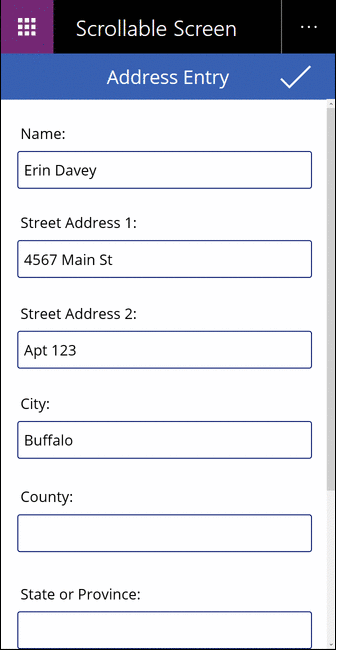 Scrollable Screen
Address Entry
Name:
Erin Davey
Street Address 1:
4567 Main St
Street Address 2:
Apt 123
City:
Buffalo
County:
State or Province: